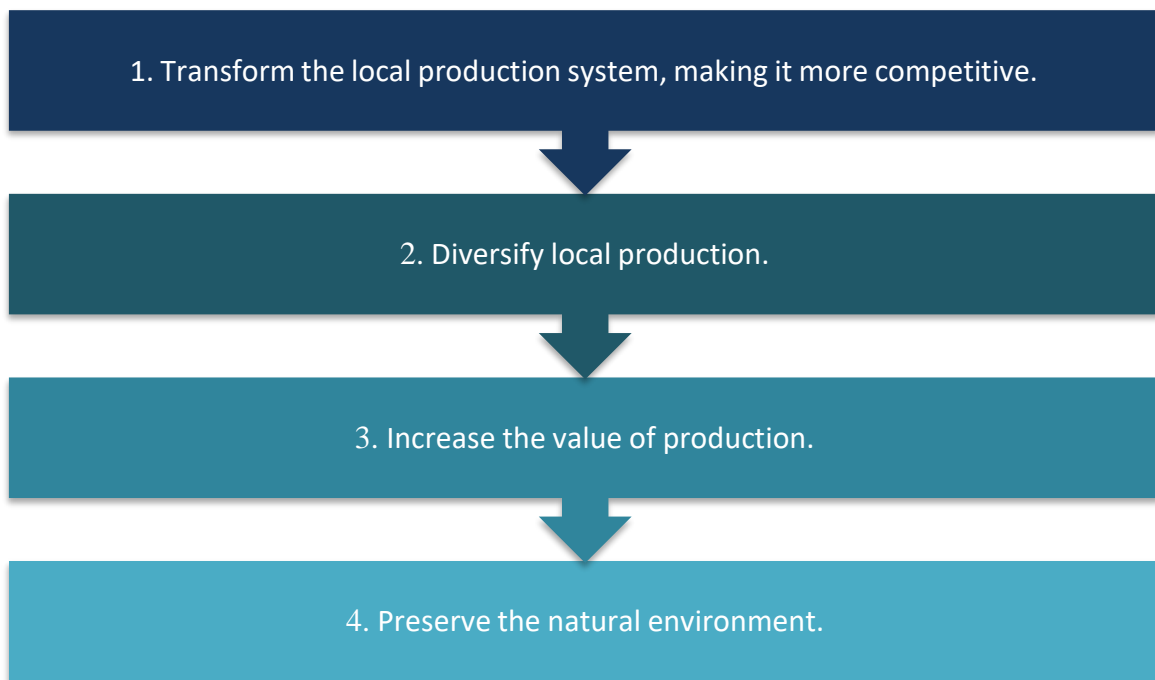 1. Transform the local production system, making it more competitive.
2. Diversify local production.
3. Increase the value of production.
4. Preserve the natural environment.